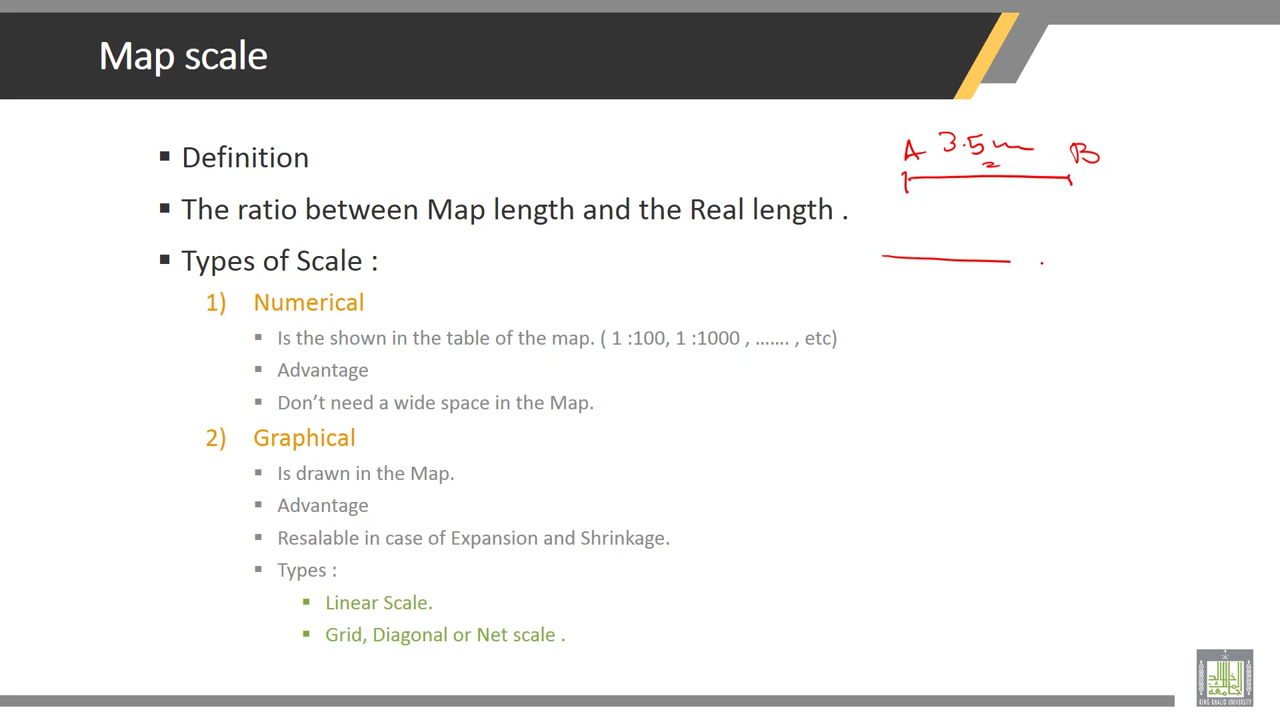 Map scale
A 3.5m B
▪ Definition
▪ The ratio between Map length and the Real length .
▪ Types of Scale :
1) Numerical
▪ Is the shown in the table of the map. ( 1 :100, 1 :1000 , ……. , etc)
▪ Advantage
▪ Don’t need a wide space in the Map.
2) Graphical
▪ Is drawn in the Map.
▪ Advantage
▪ Resalable in case of Expansion and Shrinkage.
▪ Types :
▪ Linear Scale.
▪ Grid, Diagonal or Net scale .
KING KHALID UNIVERSITY